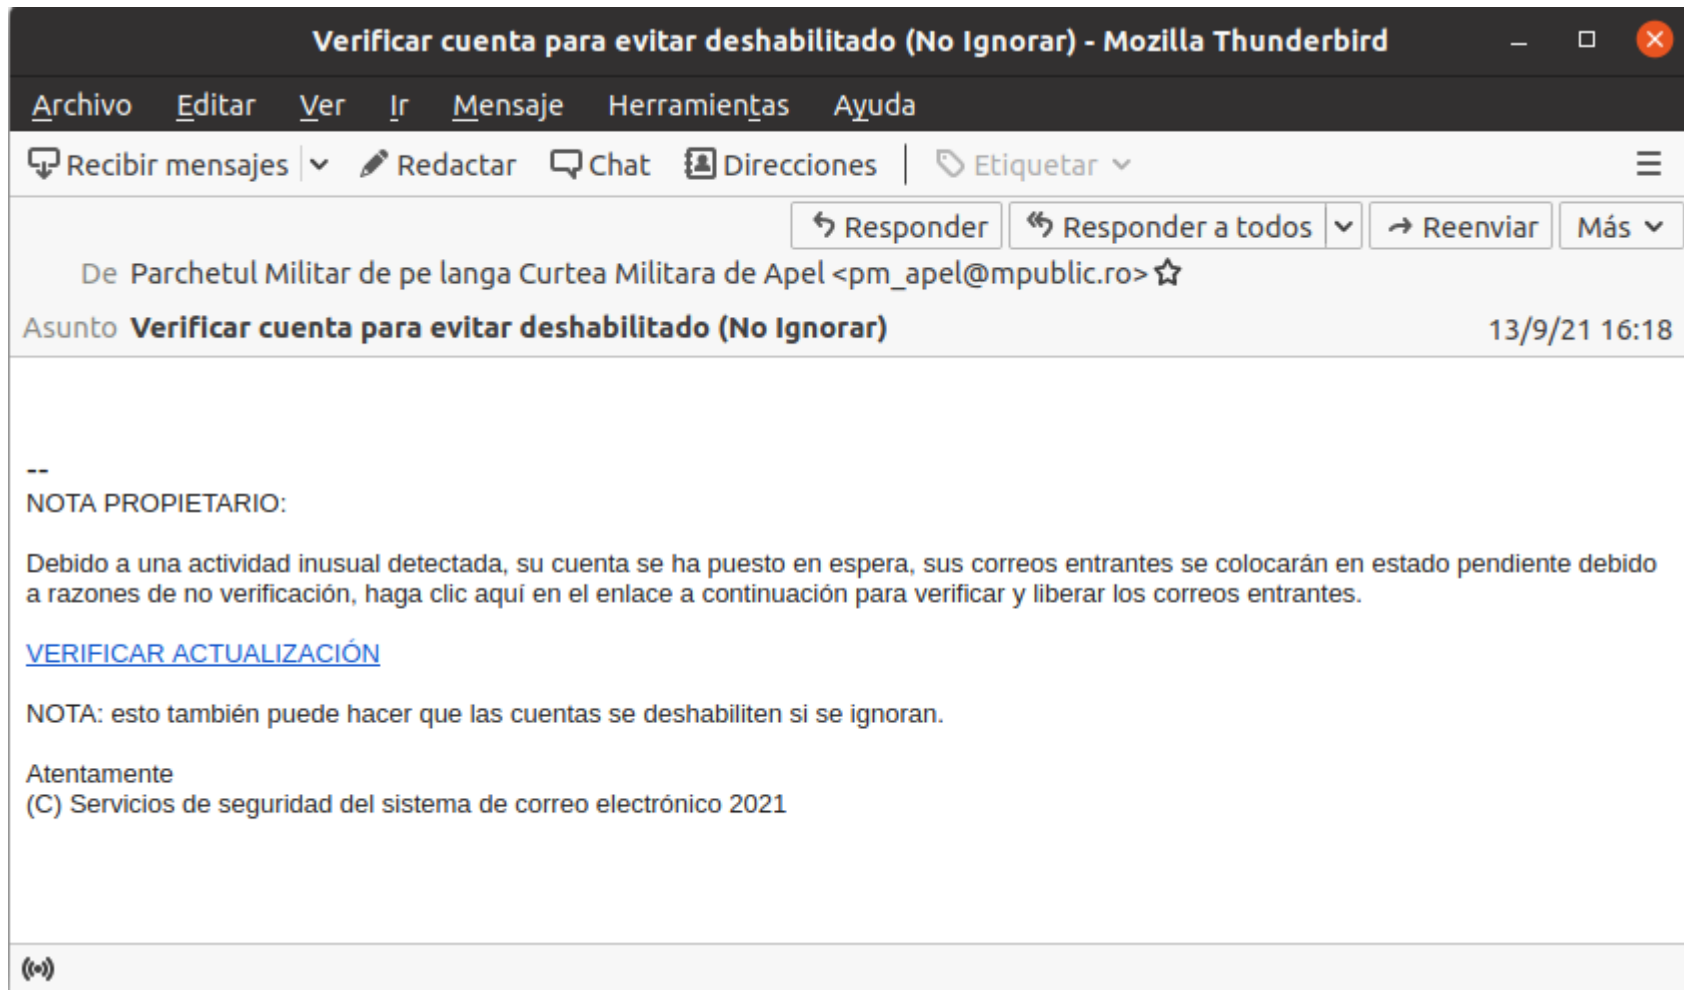 Verificar cuenta para evitar deshabilitado (No Ignorar) - Mozilla Thunderbird
Archivo Editar Ver Ir Mensaje Herramientas Ayuda
Recibir mensajes Redactar Chat Direcciones Etiquetar
Responder Responder a todos Reenviar Más
De Parchetul Militar de pe langa Curtea Militara de Apel <pm_apel@mpublic.ro>
Asunto Verificar cuenta para evitar deshabilitado (No Ignorar) 13/9/21 16:18
--
NOTA PROPIETARIO:
Debido a una actividad inusual detectada, su cuenta se ha puesto en espera, sus correos entrantes se colocarán en estado pendiente debido
a razones de no verificación, haga clic aquí en el enlace a continuación para verificar y liberar los correos entrantes.
VERIFICAR ACTUALIZACIÓN
NOTA: esto también puede hacer que las cuentas se deshabiliten si se ignoran.
Atentamente
(C) Servicios de seguridad del sistema de correo electrónico 2021